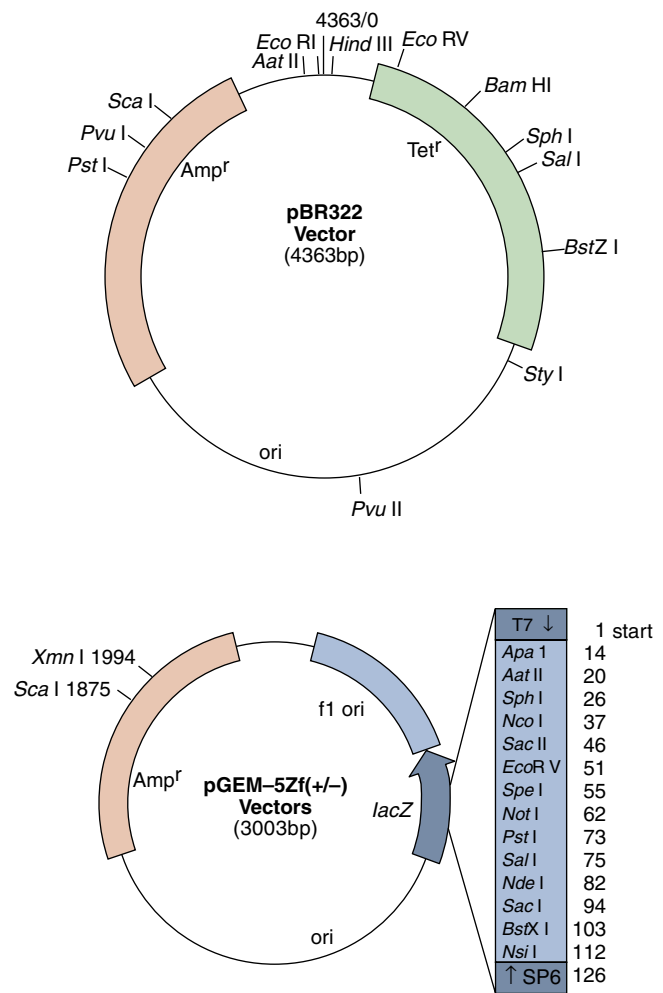 4363/0
Eco RI
Hind III
Eco RV
Aat II
Bam HI
Sca I
Sph I
Pvu I
Ampr
Tetr
Sal I
Pst I
pBR322
Vector
(4363bp)
BstZ I
Sty I
ori
Pvu II
T7 ↓ 1 start
Apa 1 14
Aat II 20
Sph I 26
Nco I 37
Sac II 46
EcoR V 51
Spe I 55
Not I 62
Pst I 73
Sal I 75
Nde I 82
Sac I 94
BstX I 103
Nsi I 112
↑ SP6 126
Xmn I 1994
Sca I 1875
f1 ori
Ampr
pGEM–5Zf(+/–)
Vectors
(3003bp)
lacZ
ori